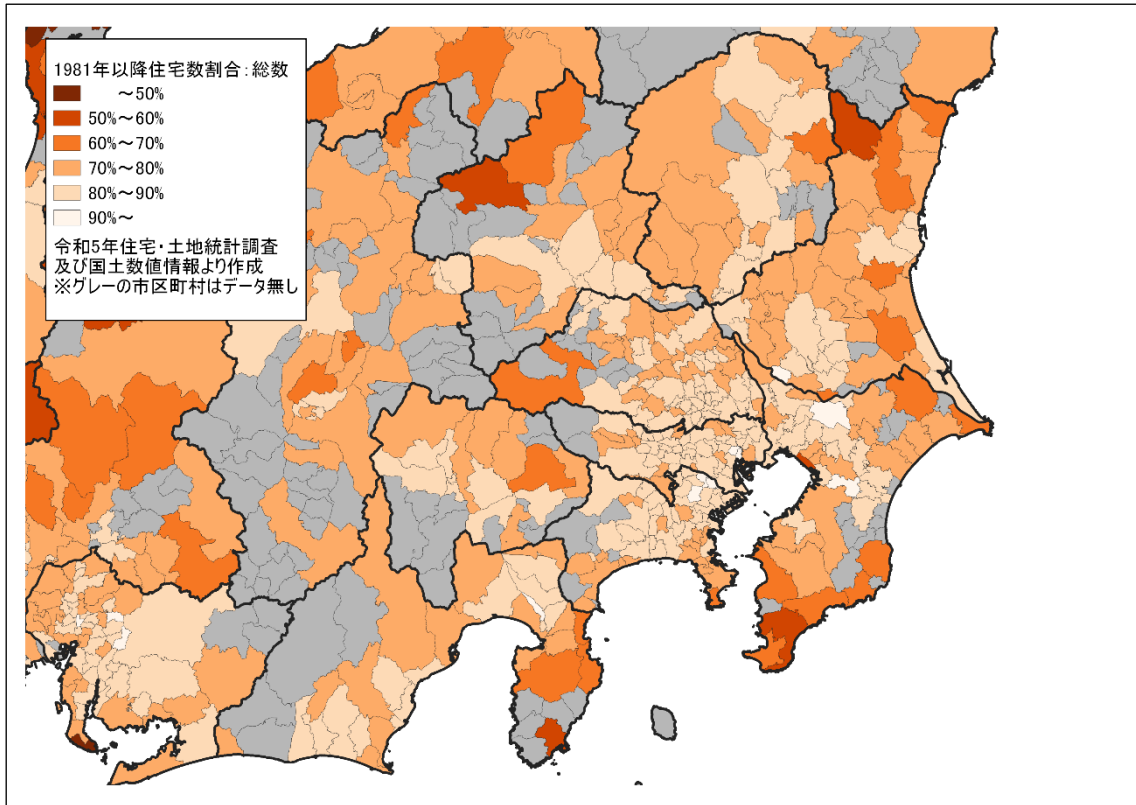 1981年以降住宅数割合:総数
～50%
50%～60%
60%～70%
70%～80%
80%～90%
90%～
令和5年住宅・土地統計調査
及び国土数値情報より作成
※グレーの市区町村はデータ無し